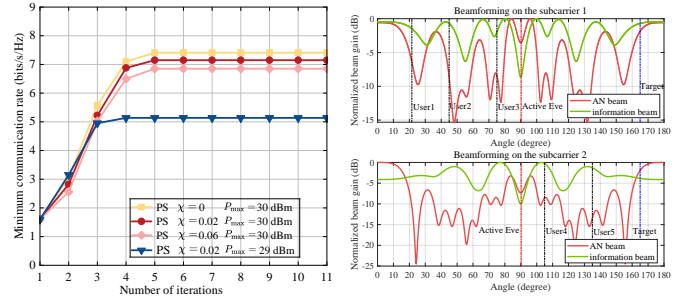 Minimum communication rate (bits/s/Hz)
9
8
7
6
5
4
3
2
1
0
PS χ = 0 Pmax = 30 dBm
PS χ = 0.02 Pmax = 30 dBm
PS χ = 0.06 Pmax = 30 dBm
PS χ = 0.02 Pmax = 29 dBm
1 2 3 4 5 6 7 8 9 10 11
Number of iterations
Beamforming on the subcarrier 1
Normalized beam gain (dB)
0
-5
-10
-15
User1
User2
User3
Active Eve
Target
AN beam
information beam
0 10 20 30 40 50 60 70 80 90 100 110 120 130 140 150 160 170 180
Angle (degree)
Beamforming on the subcarrier 2
Normalized beam gain (dB)
0
-5
-10
-15
-20
-25
Active Eve
User4
User5
Target
AN beam
information beam
0 10 20 30 40 50 60 70 80 90 100 110 120 130 140 150 160 170 180
Angle (degree)